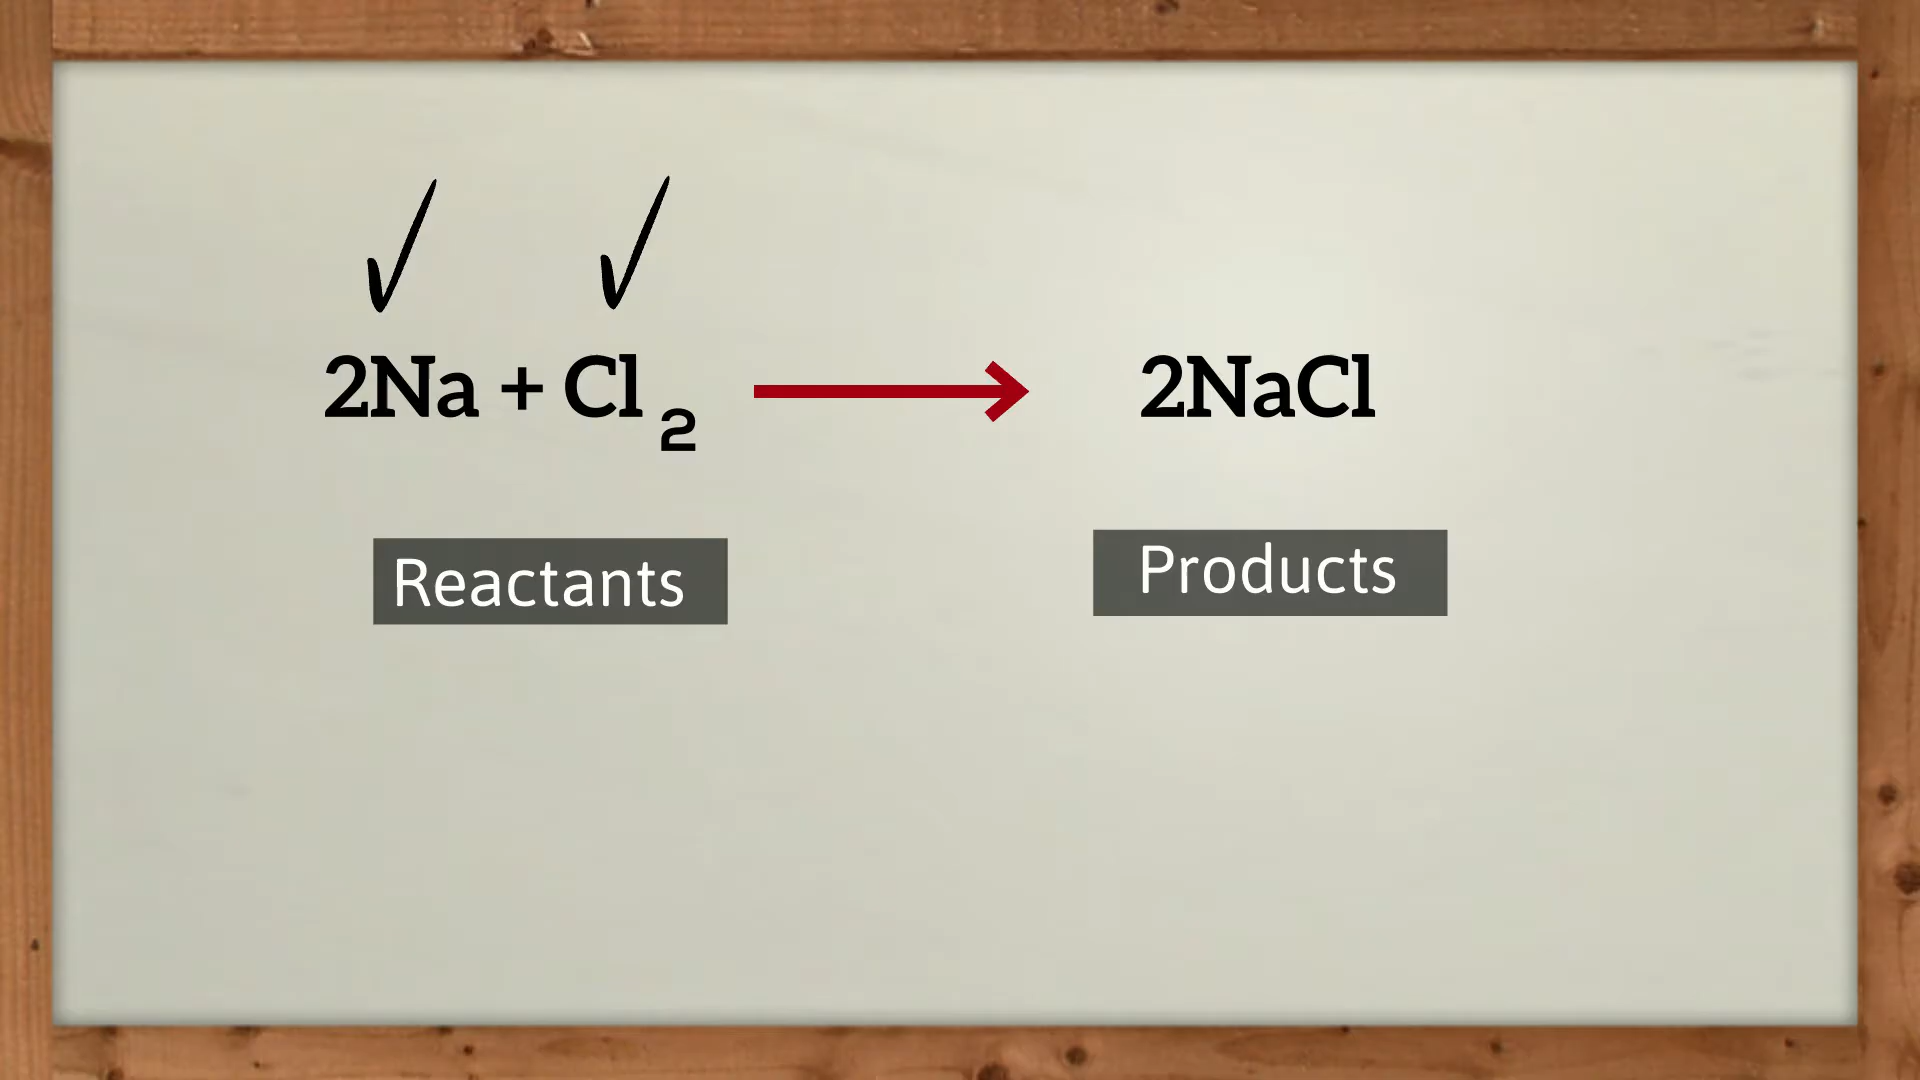 2Na + Cl₂ → 2NaCl
Reactants
Products